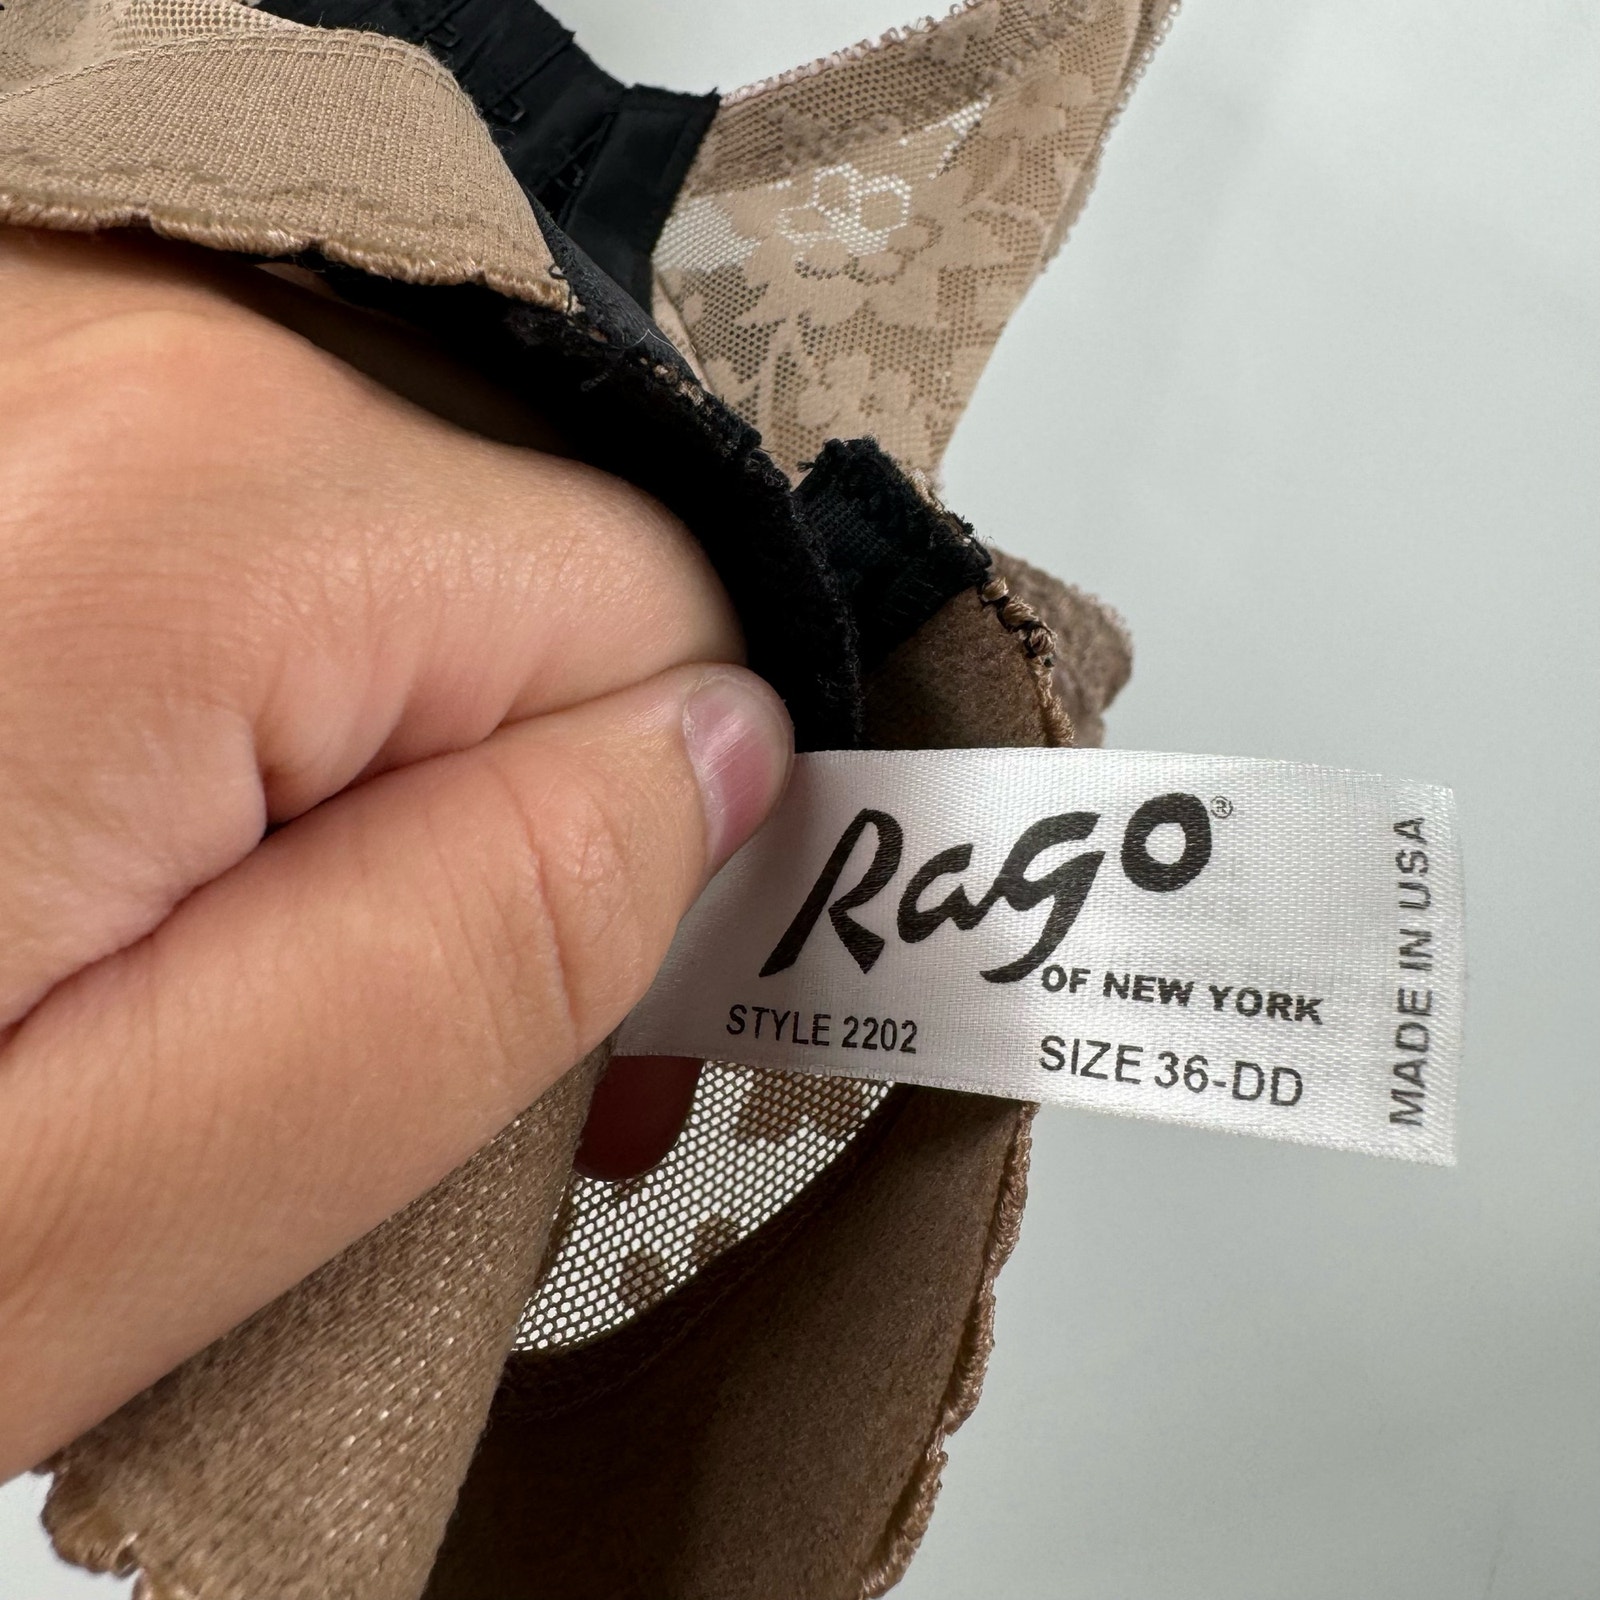 Rago®
OF NEW YORK
STYLE 2202
SIZE 36-DD
MADE IN USA